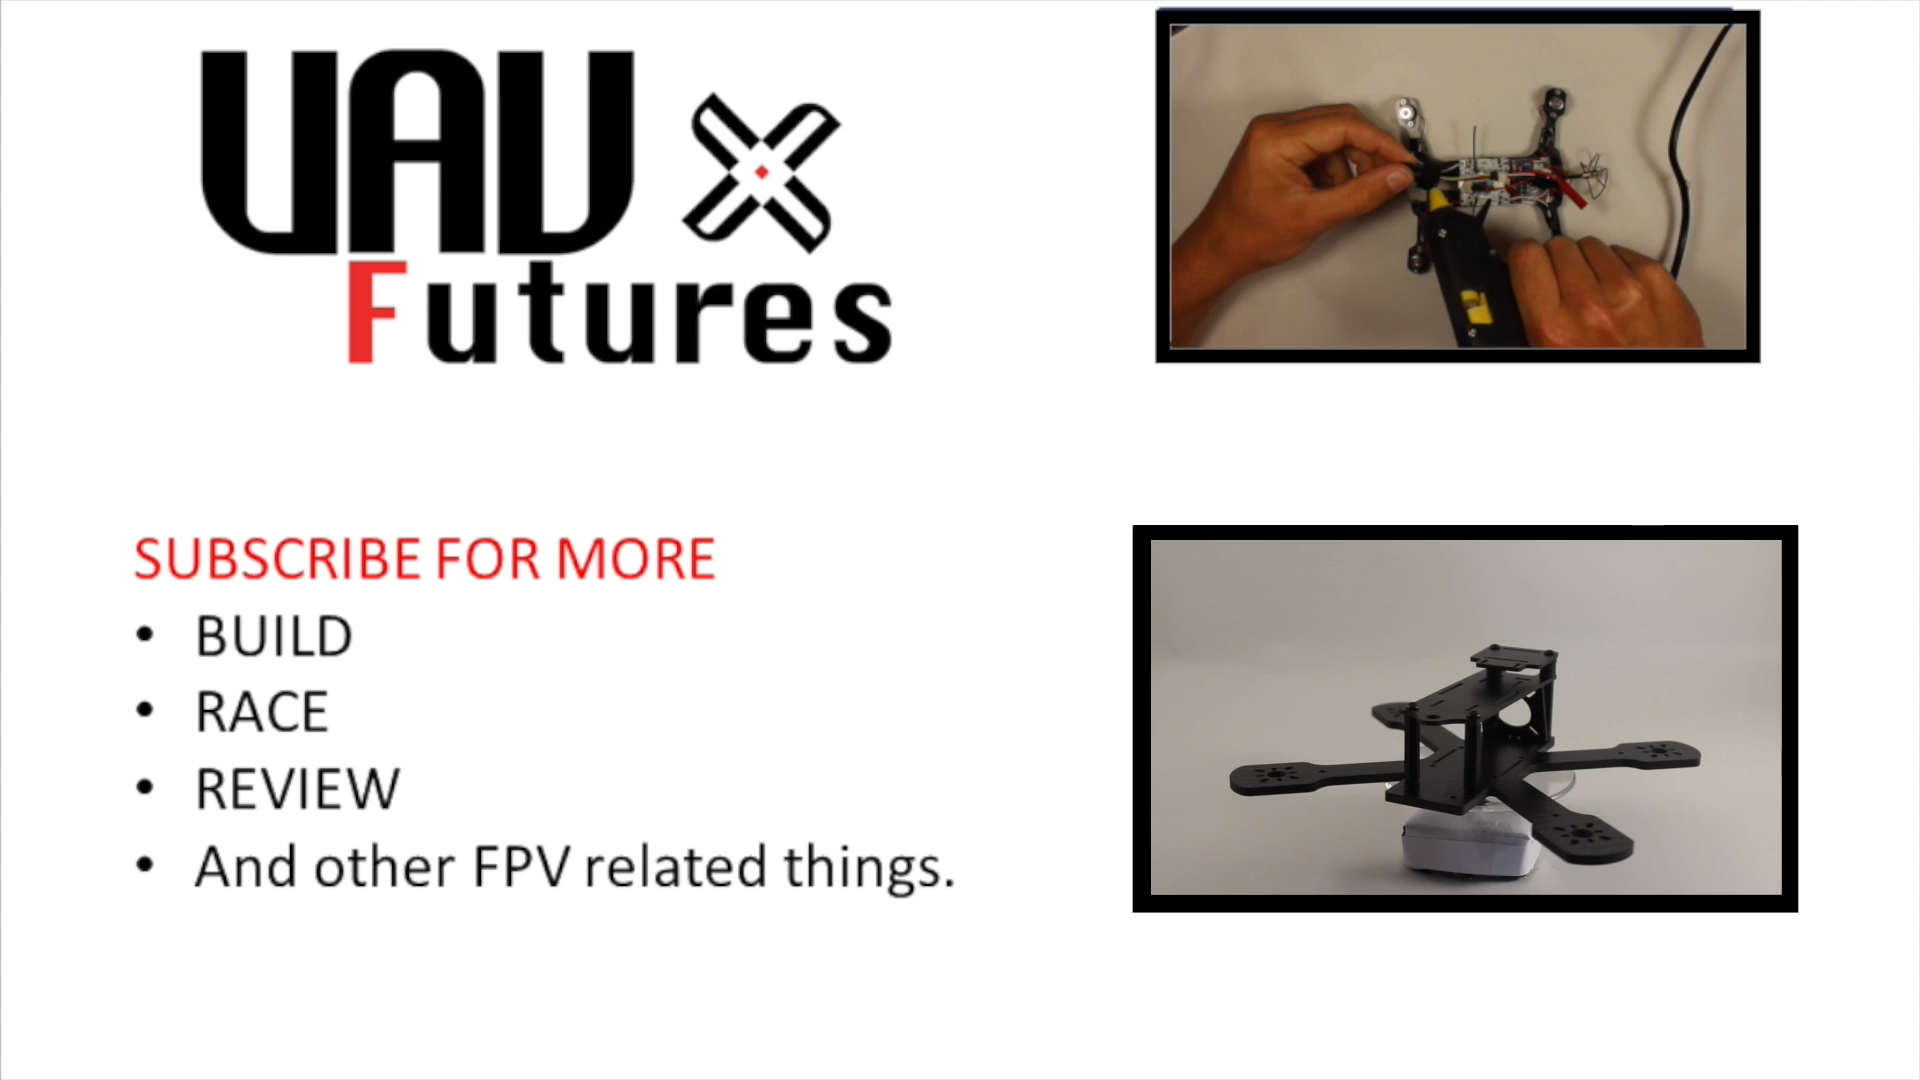 UAV
Futures
SUBSCRIBE FOR MORE
• BUILD
• RACE
• REVIEW
• And other FPV related things.